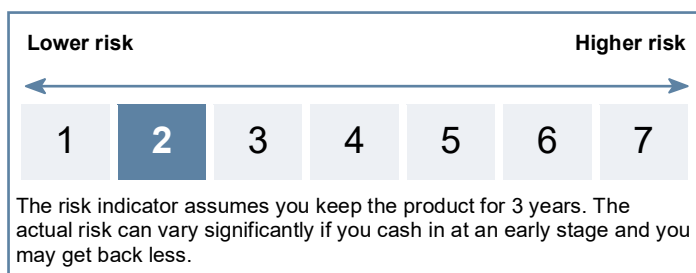 Lower risk Higher risk
1 2 3 4 5 6 7
The risk indicator assumes you keep the product for 3 years. The
actual risk can vary significantly if you cash in at an early stage and you
may get back less.